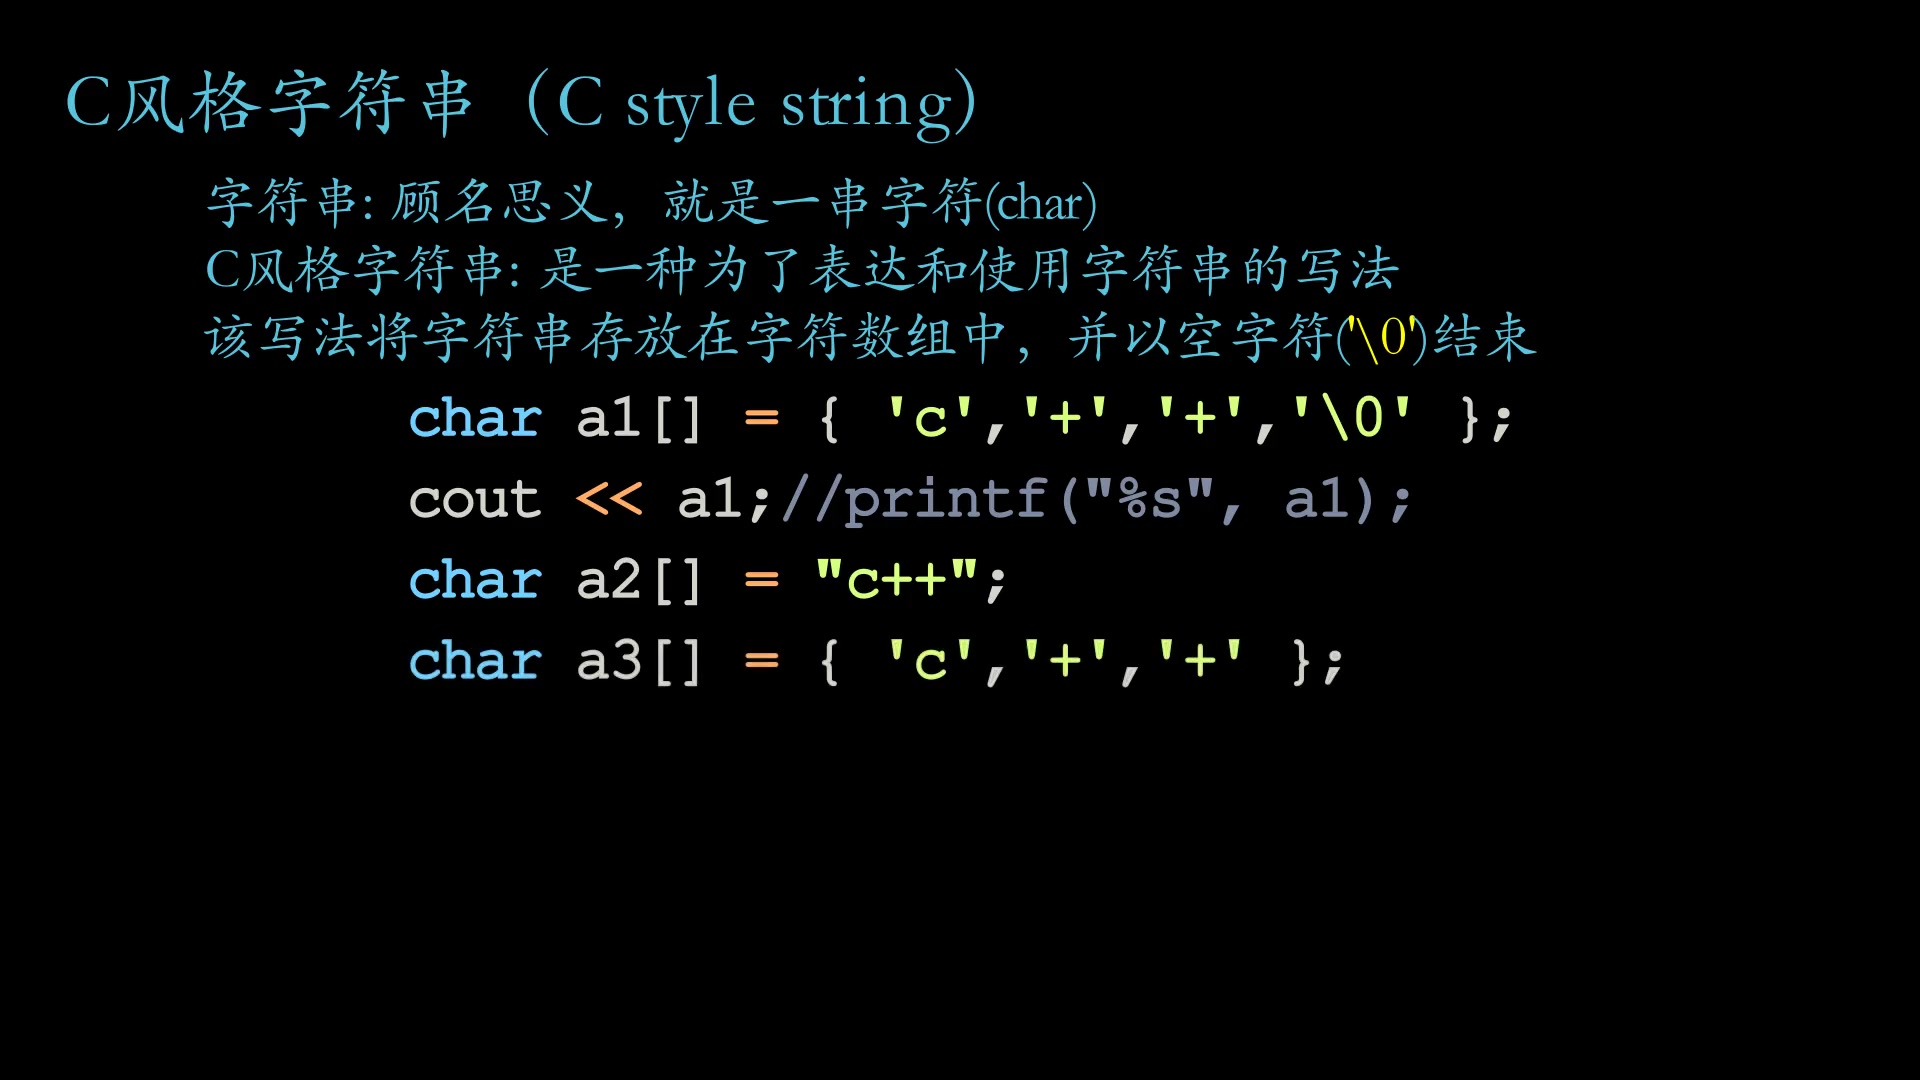 C风格字符串（C style string）
字符串: 顾名思义，就是一串字符(char)
C风格字符串: 是一种为了表达和使用字符串的写法
该写法将字符串存放在字符数组中，并以空字符('\0')结束
char a1[] = { 'c','+','+','\0' };
cout << a1;//printf("%s", a1);
char a2[] = "c++";
char a3[] = { 'c','+','+' };